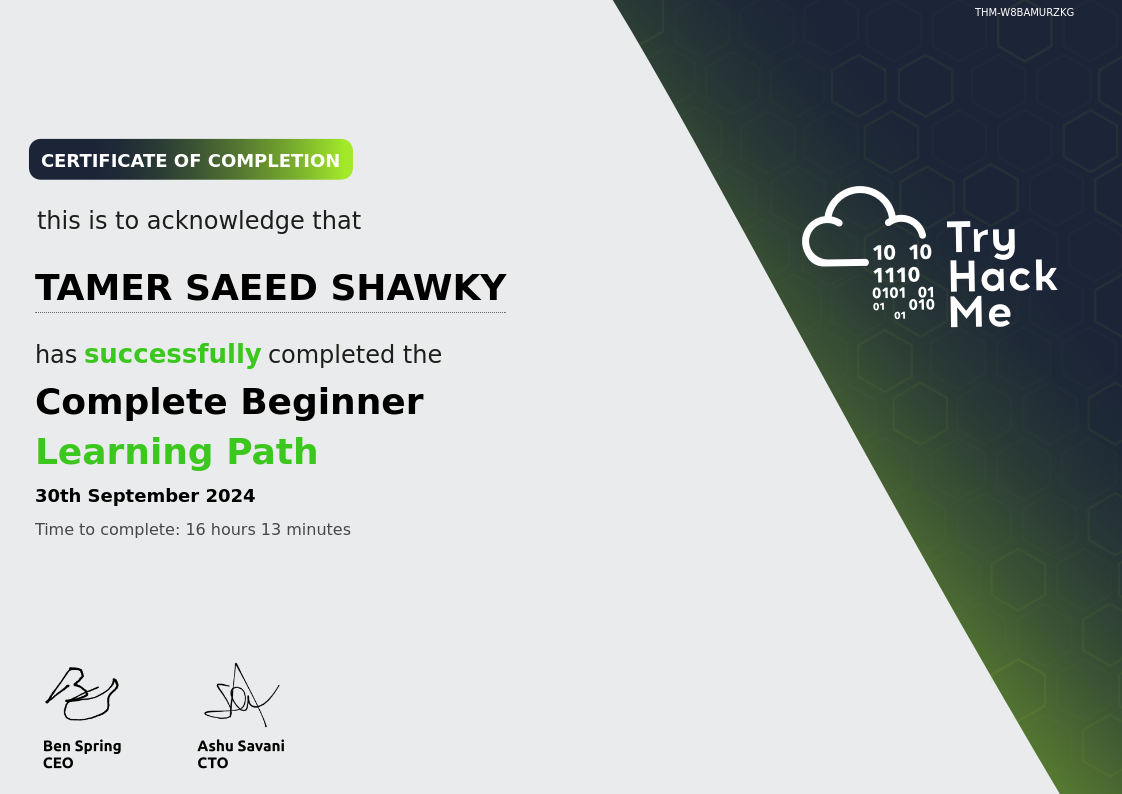 THM-W8BAMURZKG
CERTIFICATE OF COMPLETION
this is to acknowledge that
TAMER SAEED SHAWKY
has successfully completed the
Complete Beginner
Learning Path
30th September 2024
Time to complete: 16 hours 13 minutes
10 10
1110
0101 01
01 010
01
Try
Hack
Me
Ben Spring
CEO
Ashu Savani
CTO